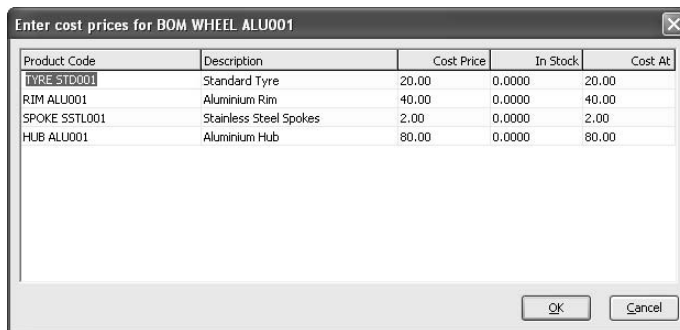 Enter cost prices for BOM WHEEL ALU001
Product Code Description Cost Price In Stock Cost At
TYRE STD001 Standard Tyre 20.00 0.0000 20.00
RIM ALU001 Aluminium Rim 40.00 0.0000 40.00
SPOKE SSTL001 Stainless Steel Spokes 2.00 0.0000 2.00
HUB ALU001 Aluminium Hub 80.00 0.0000 80.00
OK Cancel